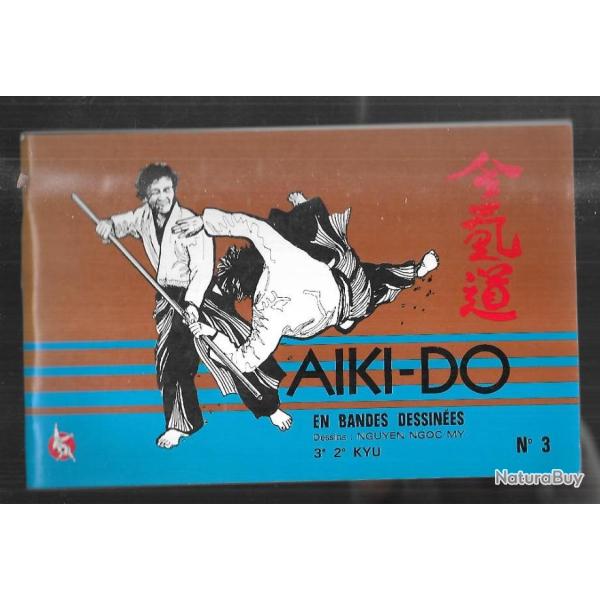 合氣道
AIKI-DO
EN BANDES DESSINÉES
Dessins : NGUYEN NGOC MY
3e 2e KYU
N° 3
NaturaBuy